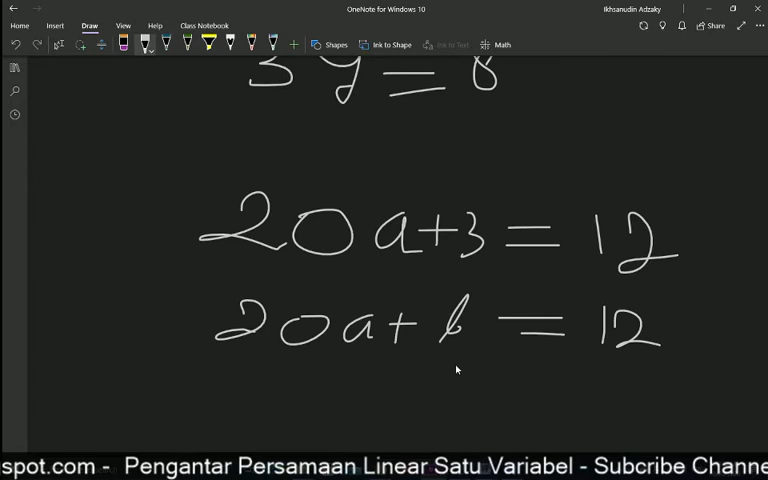 OneNote for Windows 10
Ikhsanudin Adzaky
Home Insert Draw View Help Class Notebook
Share
Shapes Ink to Shape Ink to Text Math
3y = 8
20a+3 = 12
20a+b = 12
spot.com - Pengantar Persamaan Linear Satu Variabel - Subcribe Channe